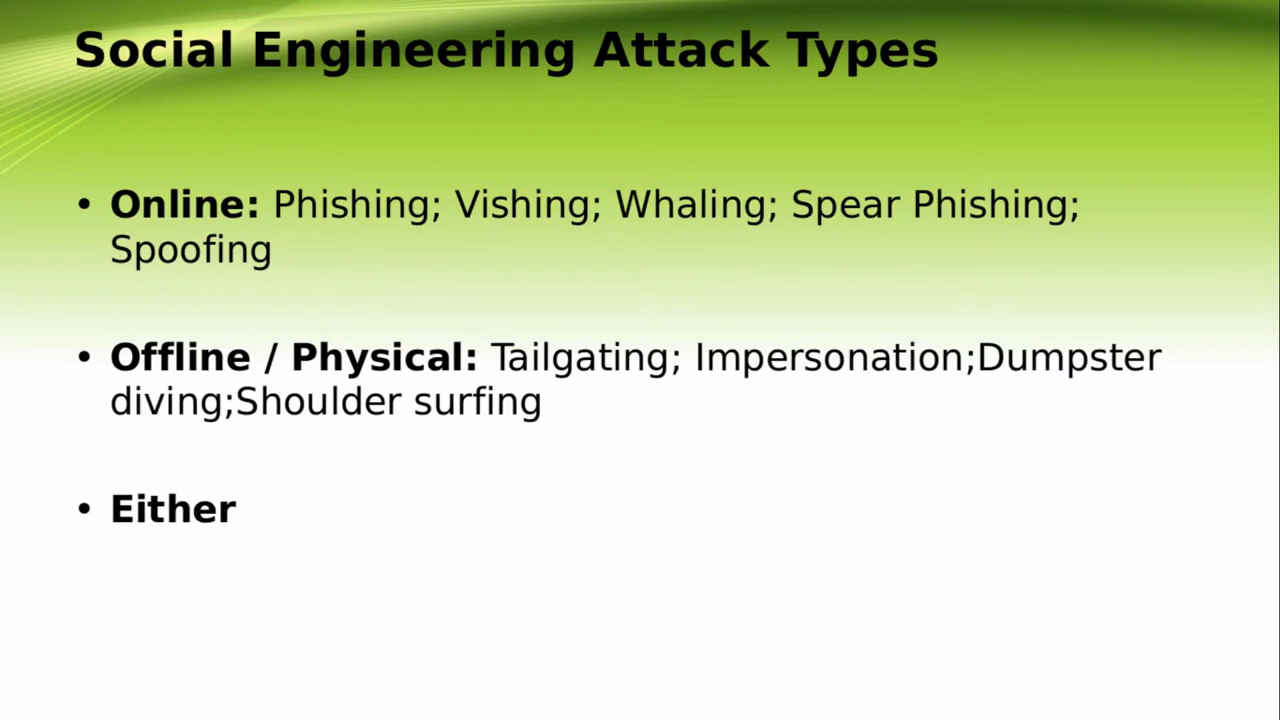 Social Engineering Attack Types
• Online: Phishing; Vishing; Whaling; Spear Phishing;
Spoofing
• Offline / Physical: Tailgating; Impersonation;Dumpster
diving;Shoulder surfing
• Either